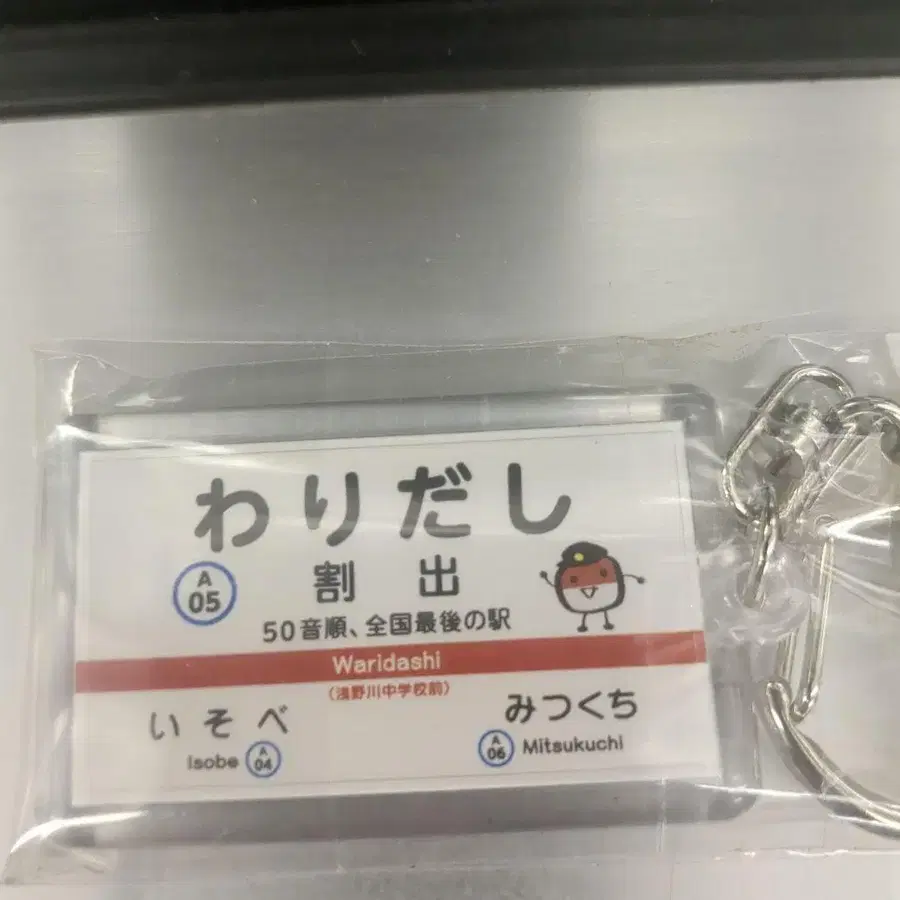 わりだし
A
05
割出
50音順、全国最後の駅
Waridashi
(浅野川中学校前)
いそべ
Isobe A 04
みつくち
A 06 Mitsukuchi